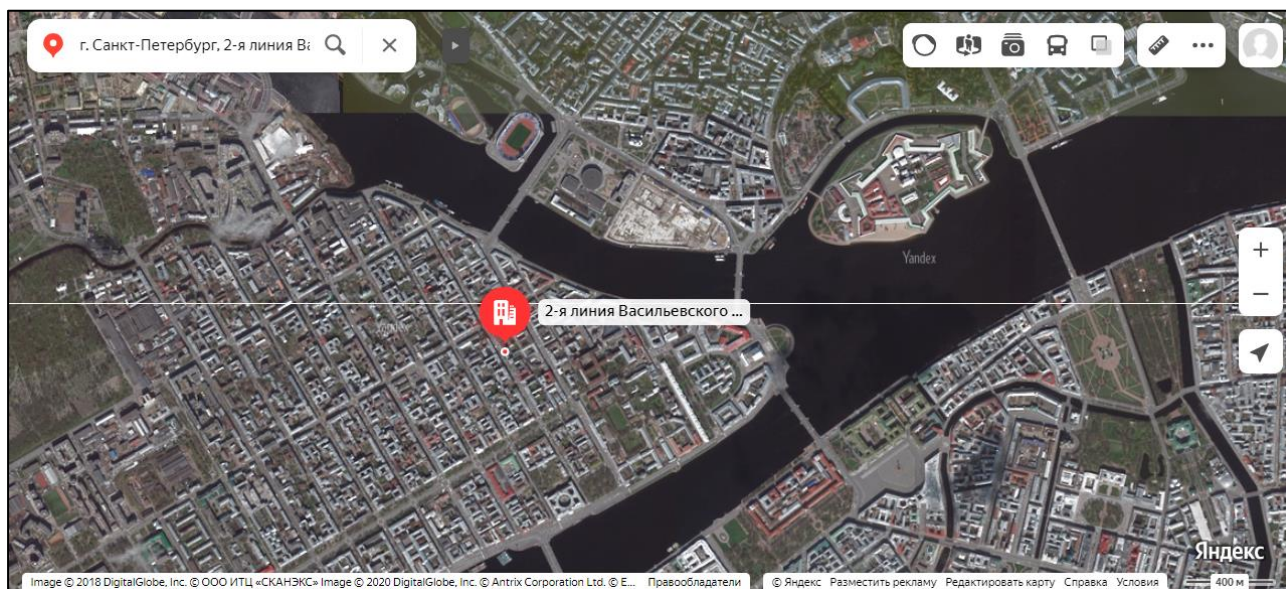 г. Санкт-Петербург, 2-я линия Ва
Yandex
2-я линия Васильевского ...
Yandex
Яндекс
Image © 2018 DigitalGlobe, Inc. © ООО ИТЦ «СКАНЭКС» Image © 2020 DigitalGlobe, Inc. © Antrix Corporation Ltd. © E... Правообладатели © Яндекс Разместить рекламу Редактировать карту Справка Условия 400 м